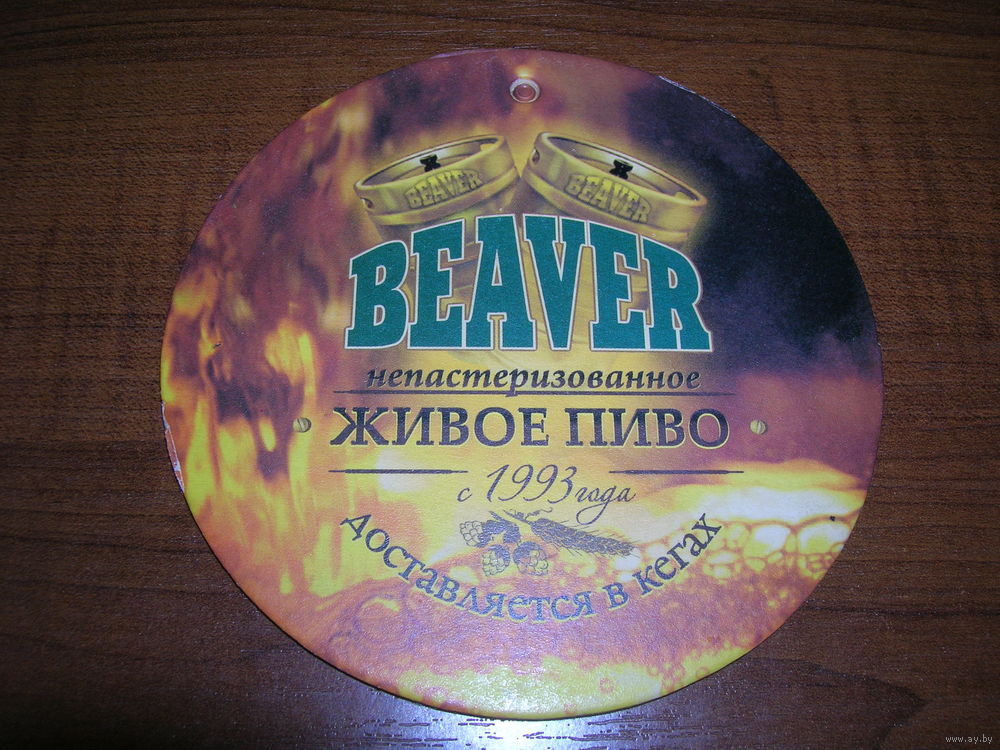 BEAVER
BEAVER
BEAVER
непастеризованное
ЖИВОЕ ПИВО
с 1993 года
доставляется в кегах
www.ay.by